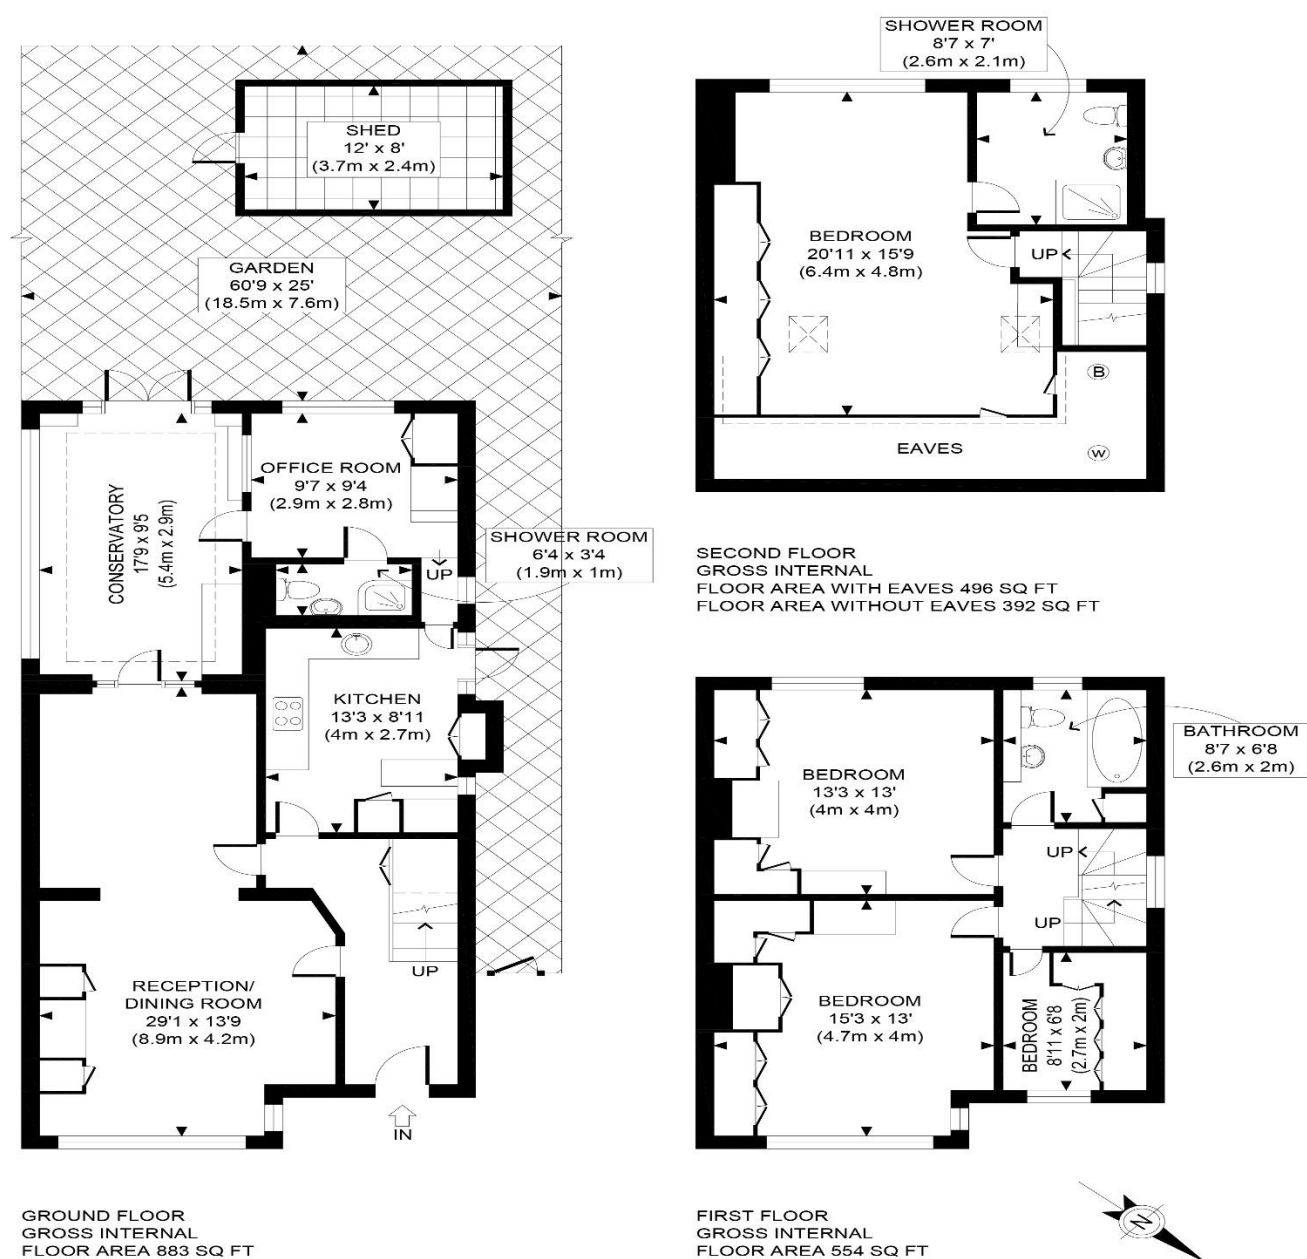 SHED
12' x 8'
(3.7m x 2.4m)
GARDEN
60'9 x 25'
(18.5m x 7.6m)
CONSERVATORY
17'9 x 9'5
(5.4m x 2.9m)
OFFICE ROOM
9'7 x 9'4
(2.9m x 2.8m)
SHOWER ROOM
6'4 x 3'4
(1.9m x 1m)
UP
KITCHEN
13'3 x 8'11
(4m x 2.7m)
UP
RECEPTION/
DINING ROOM
29'1 x 13'9
(8.9m x 4.2m)
IN
GROUND FLOOR
GROSS INTERNAL
FLOOR AREA 883 SQ FT
SHOWER ROOM
8'7 x 7'
(2.6m x 2.1m)
BEDROOM
20'11 x 15'9
(6.4m x 4.8m)
UP
B
EAVES
W
SECOND FLOOR
GROSS INTERNAL
FLOOR AREA WITH EAVES 496 SQ FT
FLOOR AREA WITHOUT EAVES 392 SQ FT
BATHROOM
8'7 x 6'8
(2.6m x 2m)
BEDROOM
13'3 x 13'
(4m x 4m)
UP
UP
BEDROOM
15'3 x 13'
(4.7m x 4m)
BEDROOM
8'11 x 6'8
(2.7m x 2m)
FIRST FLOOR
GROSS INTERNAL
FLOOR AREA 554 SQ FT
N